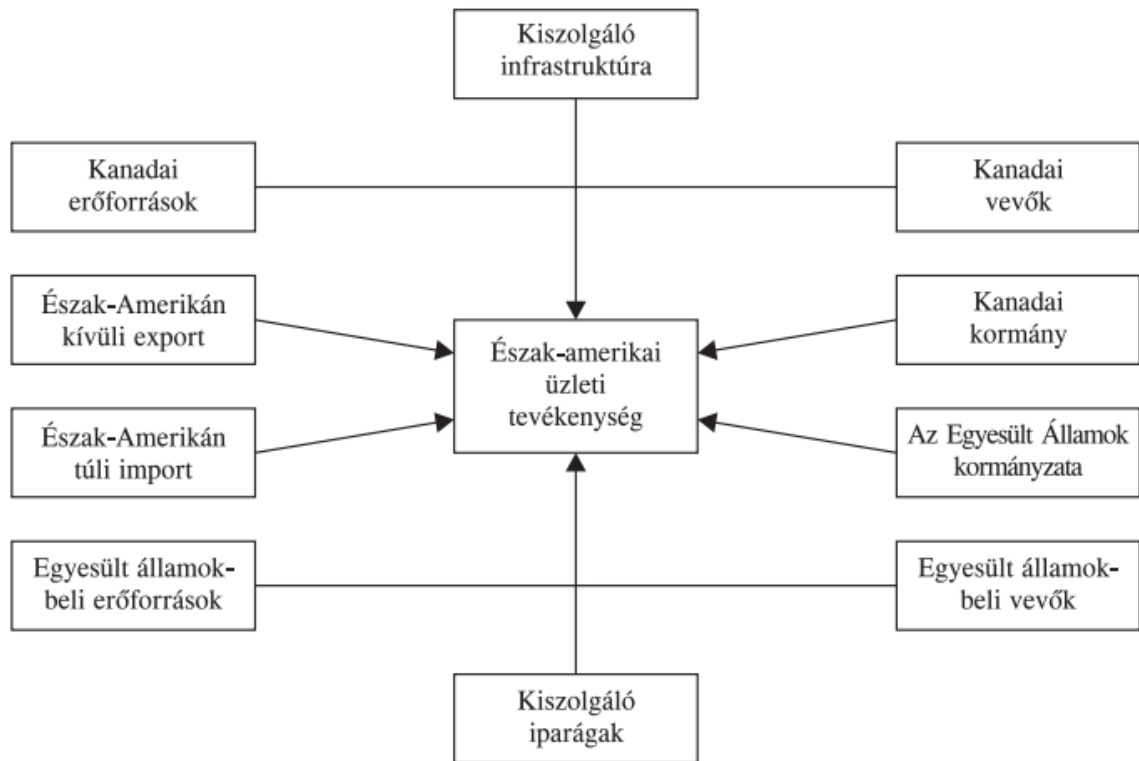 Kiszolgáló
infrastruktúra
Kanadai
erőforrások
Kanadai
vevők
Észak-Amerikán
kívüli export
Észak-amerikai
üzleti
tevékenység
Kanadai
kormány
Észak-Amerikán
túli import
Az Egyesült Államok
kormányzata
Egyesült államok-
beli erőforrások
Egyesült államok-
beli vevők
Kiszolgáló
iparágak